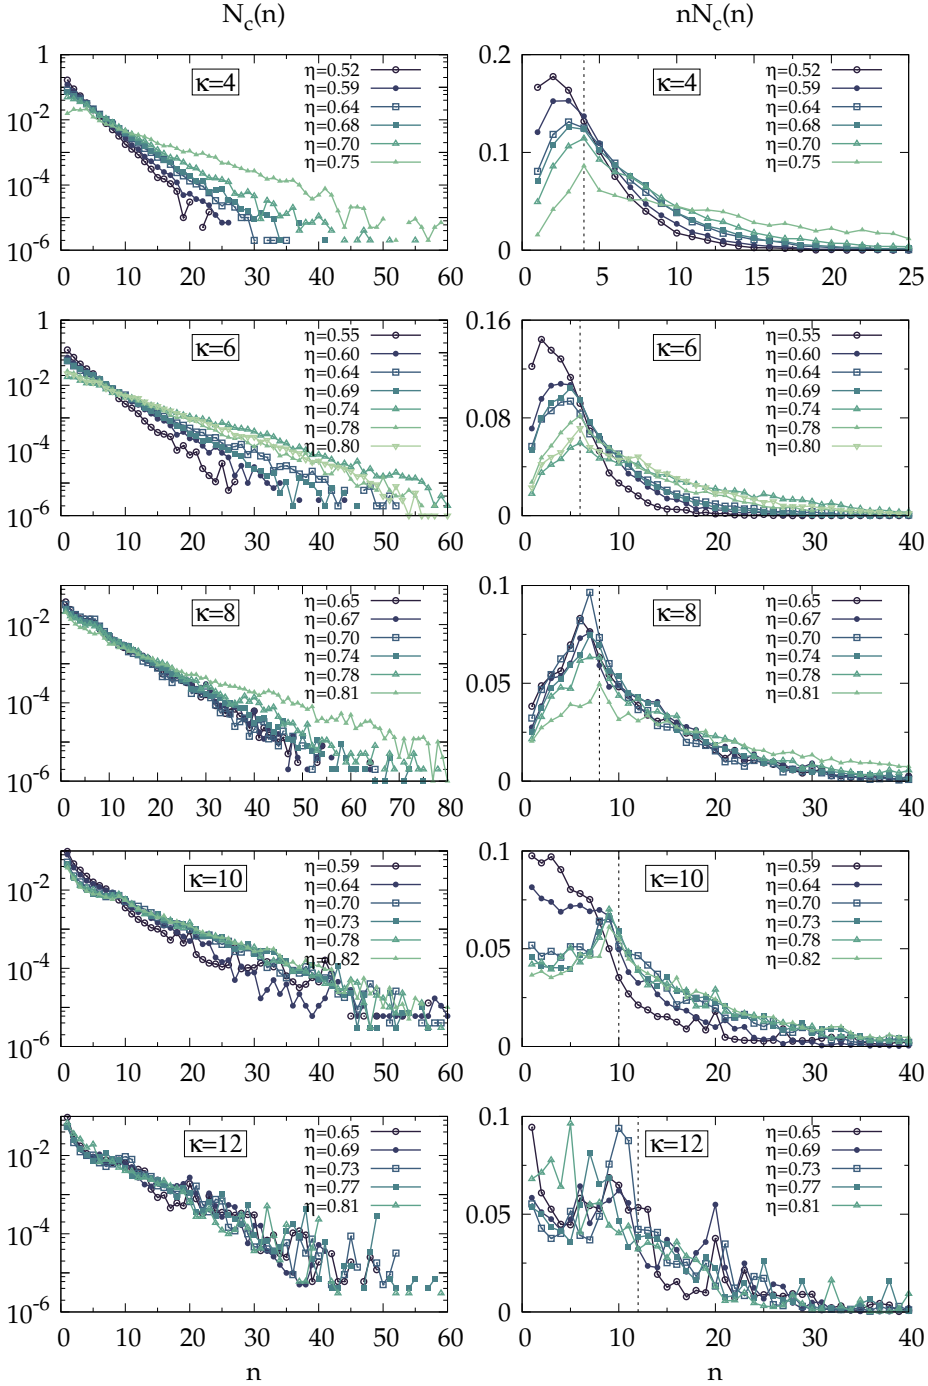 N_c(n) nN_c(n)
κ=4
η=0.52
η=0.59
η=0.64
η=0.68
η=0.70
η=0.75
1
10^-2
10^-4
10^-6
0 10 20 30 40 50 60
κ=4
η=0.52
η=0.59
η=0.64
η=0.68
η=0.70
η=0.75
0.2
0.1
0
0 5 10 15 20 25
κ=6
η=0.55
η=0.60
η=0.64
η=0.69
η=0.74
η=0.78
η=0.80
1
10^-2
10^-4
10^-6
0 10 20 30 40 50 60
κ=6
η=0.55
η=0.60
η=0.64
η=0.69
η=0.74
η=0.78
η=0.80
0.16
0.08
0
0 10 20 30 40
κ=8
η=0.65
η=0.67
η=0.70
η=0.74
η=0.78
η=0.81
10^-2
10^-4
10^-6
0 10 20 30 40 50 60 70 80
κ=8
η=0.65
η=0.67
η=0.70
η=0.74
η=0.78
η=0.81
0.1
0.05
0
0 10 20 30 40
κ=10
η=0.59
η=0.64
η=0.70
η=0.73
η=0.78
η=0.82
10^-2
10^-4
10^-6
0 10 20 30 40 50 60
κ=10
η=0.59
η=0.64
η=0.70
η=0.73
η=0.78
η=0.82
0.1
0.05
0
0 10 20 30 40
κ=12
η=0.65
η=0.69
η=0.73
η=0.77
η=0.81
10^-2
10^-4
10^-6
0 10 20 30 40 50 60
n
κ=12
η=0.65
η=0.69
η=0.73
η=0.77
η=0.81
0.1
0.05
0
0 10 20 30 40
n